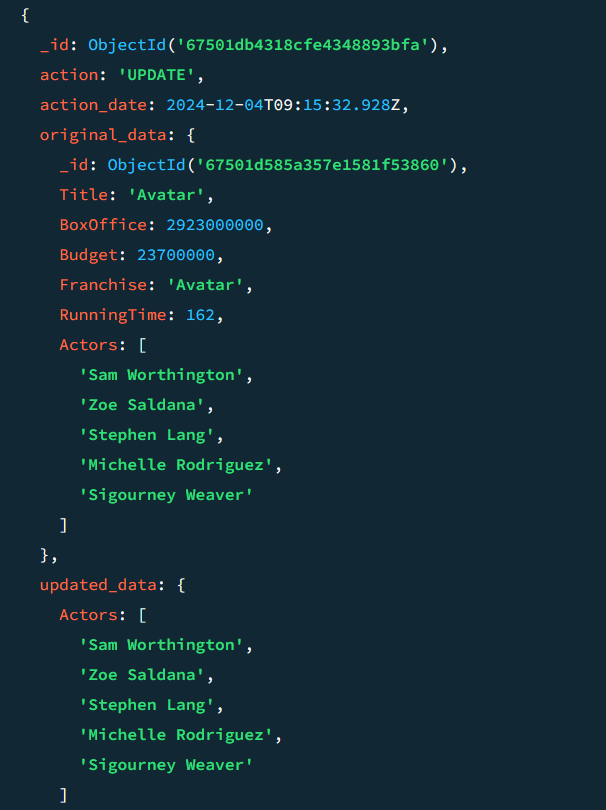 {
_id: ObjectId('67501db4318cfe4348893bfa'),
action: 'UPDATE',
action_date: 2024-12-04T09:15:32.928Z,
original_data: {
_id: ObjectId('67501d585a357e1581f53860'),
Title: 'Avatar',
BoxOffice: 2923000000,
Budget: 23700000,
Franchise: 'Avatar',
RunningTime: 162,
Actors: [
'Sam Worthington',
'Zoe Saldana',
'Stephen Lang',
'Michelle Rodriguez',
'Sigourney Weaver'
]
},
updated_data: {
Actors: [
'Sam Worthington',
'Zoe Saldana',
'Stephen Lang',
'Michelle Rodriguez',
'Sigourney Weaver'
]